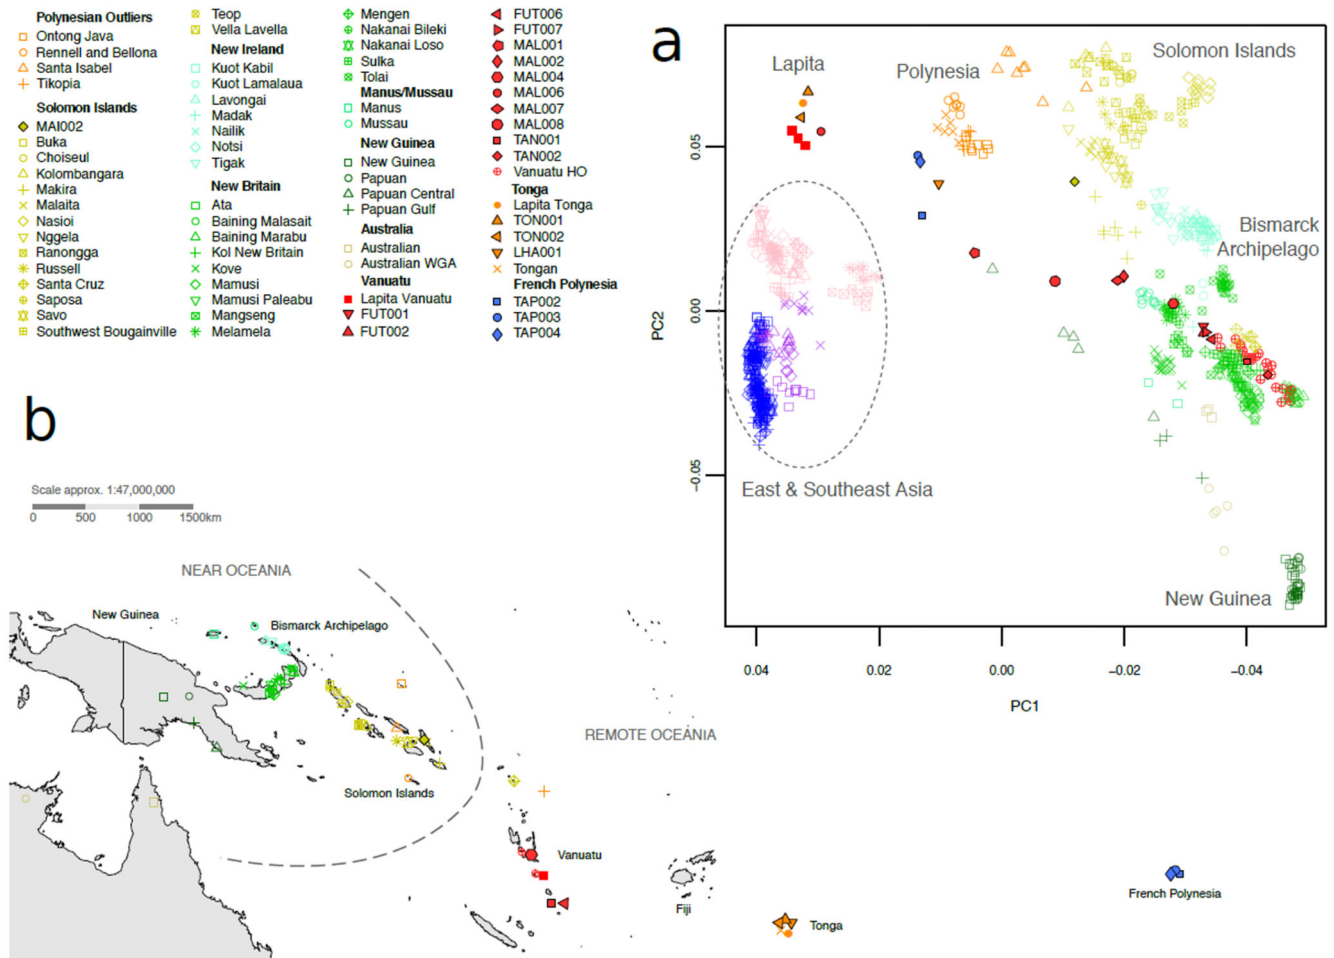 Polynesian Outliers
Ontong Java
Rennell and Bellona
Santa Isabel
Tikopia
Solomon Islands
MAI002
Buka
Choiseul
Kolombangara
Makira
Malaita
Nasioi
Nggela
Ranongga
Russell
Santa Cruz
Saposa
Savo
Southwest Bougainville
Teop
Vella Lavella
New Ireland
Kuot Kabil
Kuot Lamalaua
Lavongai
Madak
Nailik
Notsi
Tigak
New Britain
Ata
Baining Malasait
Baining Marabu
Kol New Britain
Kove
Mamusi
Mamusi Paleabu
Mangseng
Melamela
Mengen
Nakanai Bileki
Nakanai Loso
Sulka
Tolai
Manus/Mussau
Manus
Mussau
New Guinea
New Guinea
Papuan
Papuan Central
Papuan Gulf
Australia
Australian
Australian WGA
Vanuatu
Lapita Vanuatu
FUT001
FUT002
FUT006
FUT007
MAL001
MAL002
MAL004
MAL006
MAL007
MAL008
TAN001
TAN002
Vanuatu HO
Tonga
Lapita Tonga
TON001
TON002
LHA001
Tongan
French Polynesia
TAP002
TAP003
TAP004
a
Lapita
Polynesia
Solomon Islands
Bismarck
Archipelago
East & Southeast Asia
New Guinea
PC2
0.05
0.00
−0.05
0.04
0.02
0.00
−0.02
−0.04
PC1
b
Scale approx. 1:47,000,000
0
500
1000
1500km
NEAR OCEANIA
New Guinea
Bismarck Archipelago
REMOTE OCEANIA
Solomon Islands
Vanuatu
Fiji
Tonga
French Polynesia